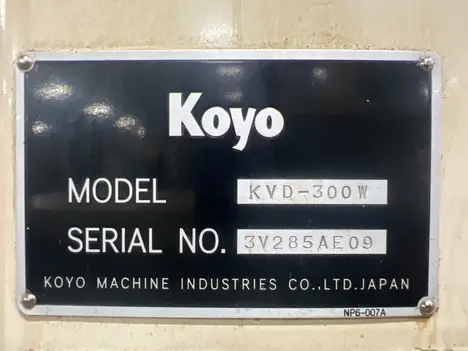 Koyo
MODEL KVD-300W
SERIAL NO. 3V285AE09
KOYO MACHINE INDUSTRIES CO.,LTD.JAPAN
NP6-007A